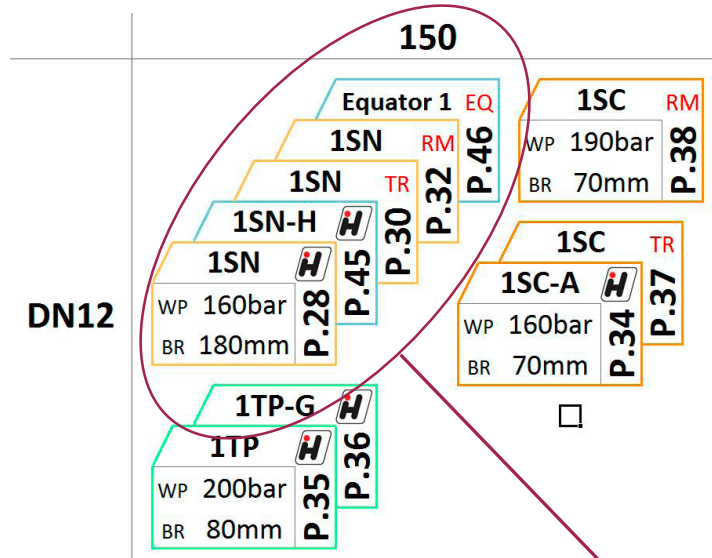 150
Equator 1 EQ
P.46
1SN RM
P.32
1SN TR
P.30
1SN-H H
P.45
1SN H
WP 160bar
BR 180mm
P.28
1SC RM
WP 190bar
BR 70mm
P.38
1SC TR
P.37
1SC-A H
WP 160bar
BR 70mm
P.34
DN12
1TP-G H
P.36
1TP H
WP 200bar
BR 80mm
P.35